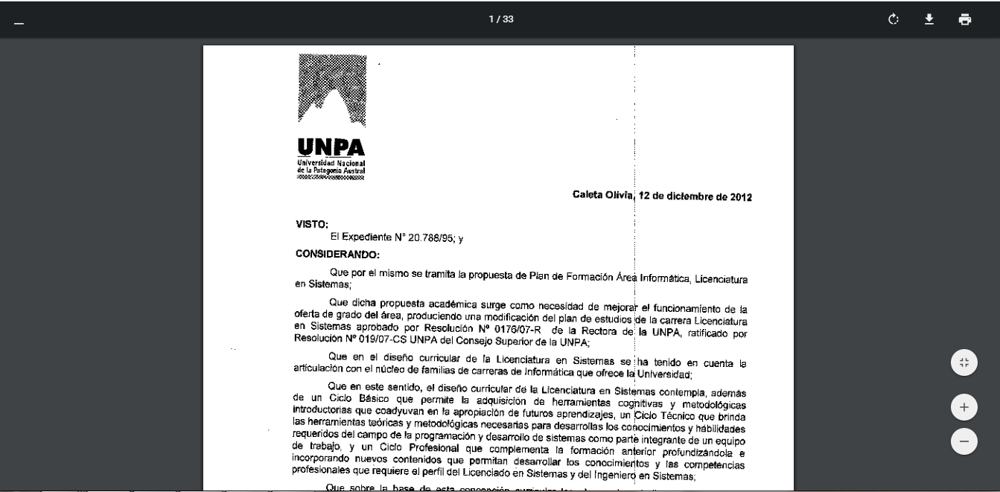 1 / 33
UNPA
Universidad Nacional
de la Patagonia Austral
Caleta Olivia, 12 de diciembre de 2012
VISTO:
El Expediente N° 20.788/95; y
CONSIDERANDO:
Que por el mismo se tramita la propuesta de Plan de Formación Área Informática, Licenciatura
en Sistemas;
Que dicha propuesta académica surge como necesidad de mejorar el funcionamiento de la
oferta de grado del área, produciendo una modificación del plan de estudios de la carrera Licenciatura
en Sistemas aprobado por Resolución Nº 0176/07-R de la Rectora de la UNPA, ratificado por
Resolución Nº 019/07-CS UNPA del Consejo Superior de la UNPA;
Que en el diseño curricular de la Licenciatura en Sistemas se ha tenido en cuenta la
articulación con el núcleo de familias de carreras de Informática que ofrece la Universidad;
Que en este sentido, el diseño curricular de la Licenciatura en Sistemas contempla, además
de un Ciclo Básico que permite la adquisición de herramientas cognitivas y metodológicas
introductorias que coadyuvan en la apropiación de futuros aprendizajes, un Ciclo Técnico que brinda
las herramientas teóricas y metodológicas necesarias para desarrollas los conocimientos y habilidades
requeridos del campo de la programación y desarrollo de sistemas como parte integrante de un equipo
de trabajo, y un Ciclo Profesional que complementa la formación anterior profundizándola e
incorporando nuevos contenidos que permitan desarrollar los conocimientos y las competencias
profesionales que requiere el perfil del Licenciado en Sistemas y del Ingeniero en Sistemas;
Que sobre la base de esta concepción curricular